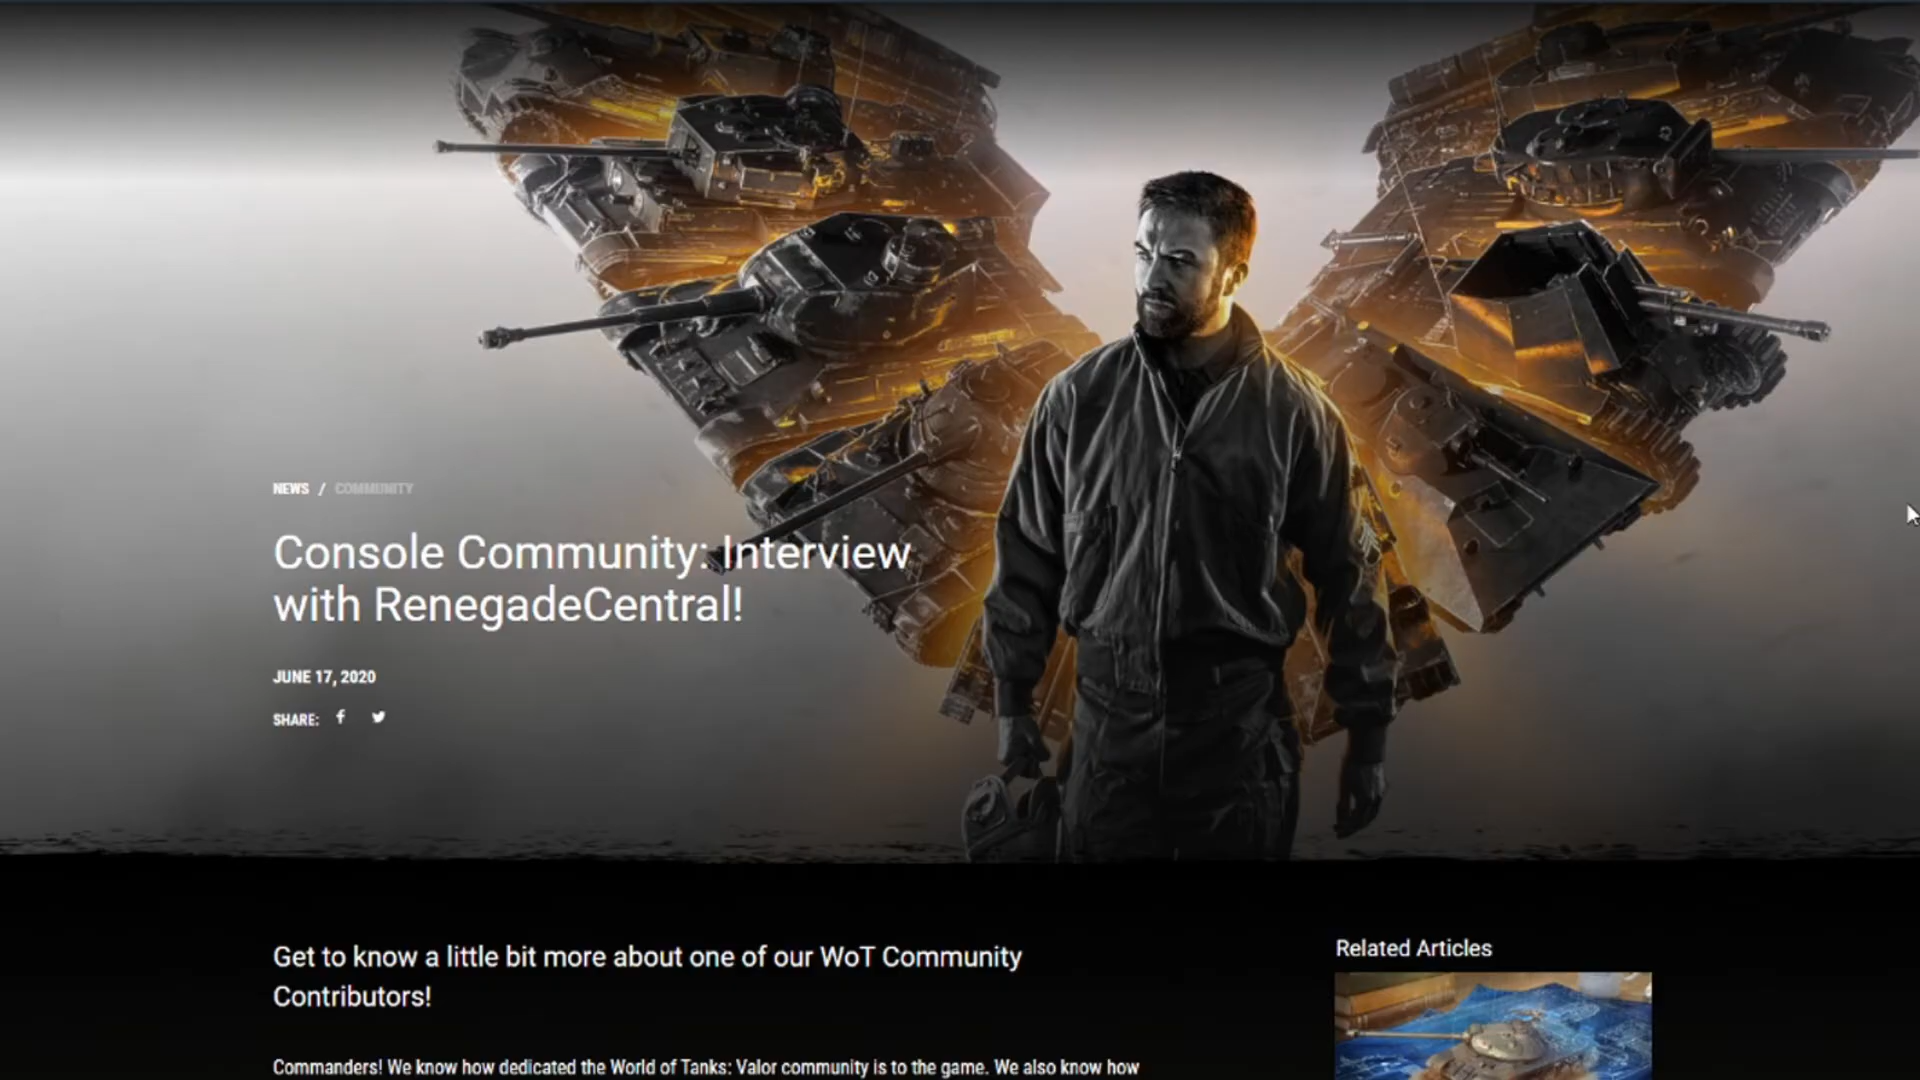 NEWS / COMMUNITY
Console Community: Interview
with RenegadeCentral!
JUNE 17, 2020
SHARE:
Get to know a little bit more about one of our WoT Community
Contributors!
Related Articles
Commanders! We know how dedicated the World of Tanks: Valor community is to the game. We also know how